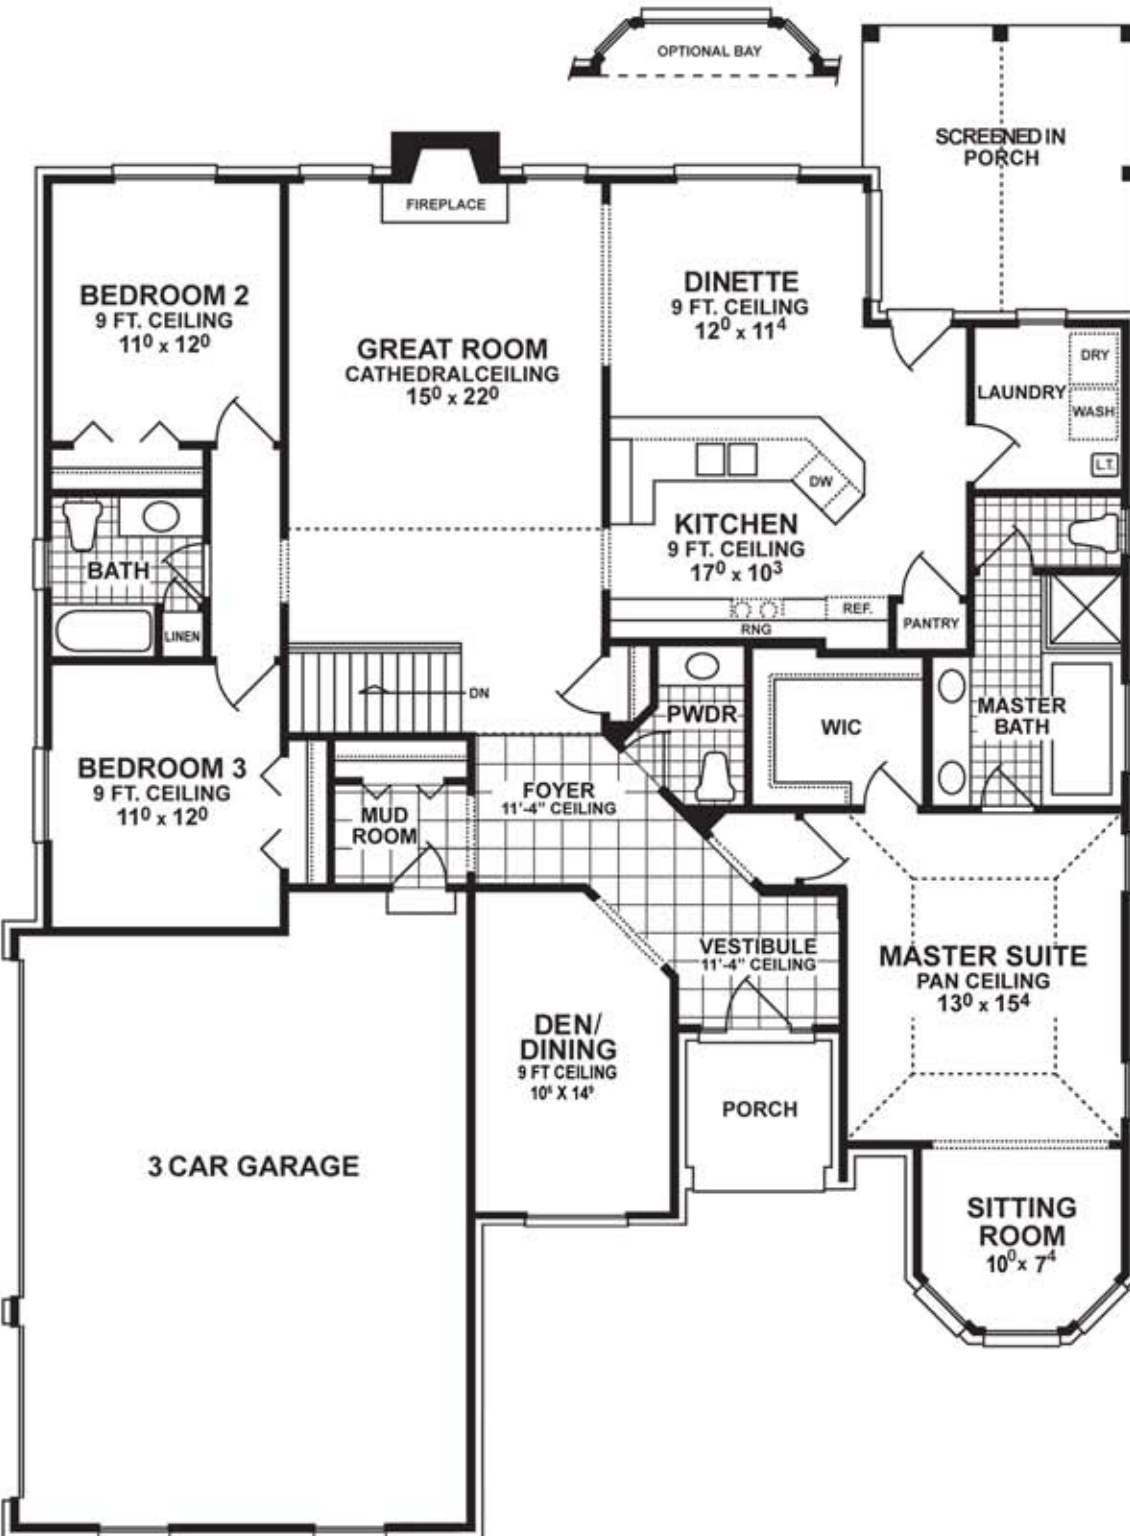 OPTIONAL BAY
SCREENED IN
PORCH
FIREPLACE
BEDROOM 2
9 FT. CEILING
11⁰ x 12⁰
GREAT ROOM
CATHEDRALCEILING
15⁰ x 22⁰
DINETTE
9 FT. CEILING
12⁰ x 11⁴
DRY
LAUNDRY
WASH
L.T.
DW
KITCHEN
9 FT. CEILING
17⁰ x 10³
BATH
LINEN
REF.
RNG
PANTRY
DN
PWDR
WIC
MASTER
BATH
BEDROOM 3
9 FT. CEILING
11⁰ x 12⁰
MUD
ROOM
FOYER
11'-4" CEILING
VESTIBULE
11'-4" CEILING
MASTER SUITE
PAN CEILING
13⁰ x 15⁴
DEN/
DINING
9 FT CEILING
10⁶ X 14⁹
PORCH
3 CAR GARAGE
SITTING
ROOM
10⁰ x 7⁴